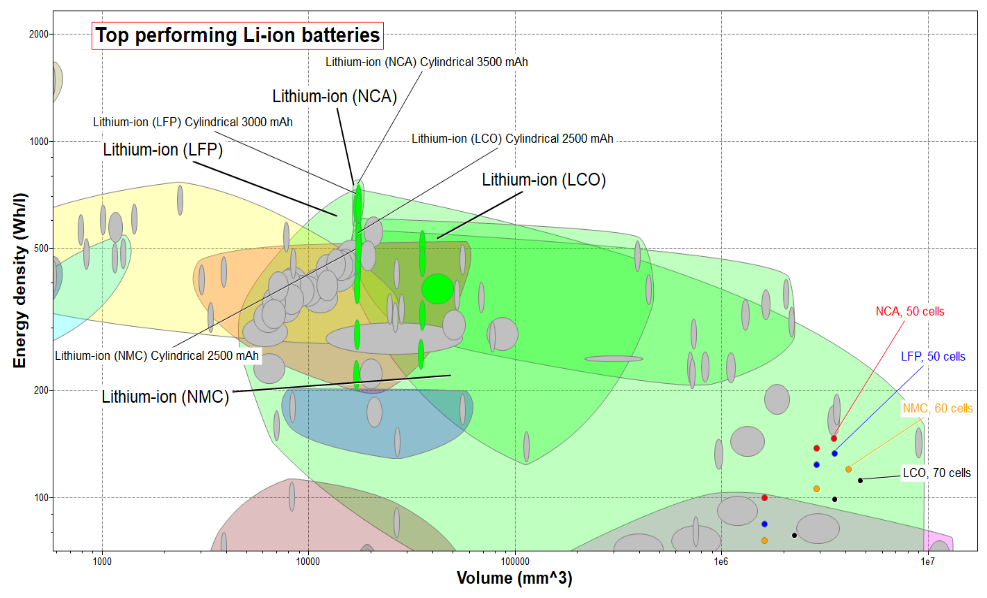 Top performing Li-ion batteries
Lithium-ion (NCA) Cylindrical 3500 mAh
Lithium-ion (NCA)
Lithium-ion (LFP) Cylindrical 3000 mAh
Lithium-ion (LCO) Cylindrical 2500 mAh
Lithium-ion (LFP)
Lithium-ion (LCO)
NCA, 50 cells
Lithium-ion (NMC) Cylindrical 2500 mAh
LFP, 50 cells
Lithium-ion (NMC)
NMC, 60 cells
LCO, 70 cells
Energy density (Wh/l)
2000
1000
500
200
100
1000
10000
100000
1e6
1e7
Volume (mm^3)